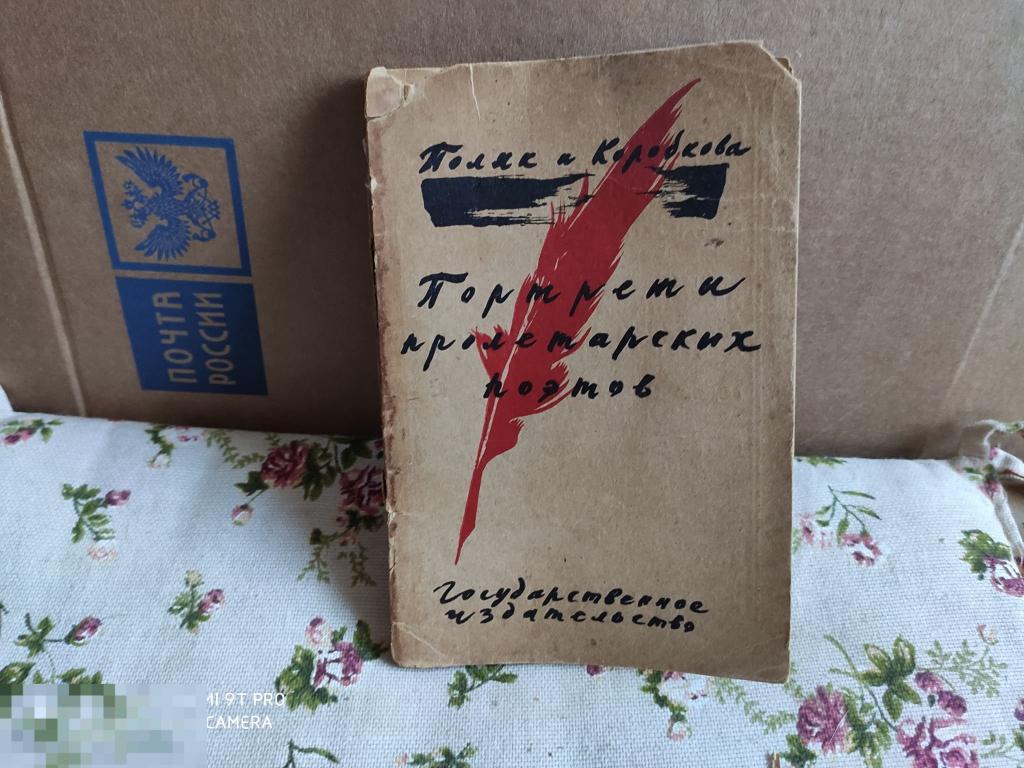 ПОЧТА
РОССИИ
Поляк и Коробкова
Портреты
пролетарских
поэтов
Государственное
издательство
MI 9T PRO
CAMERA